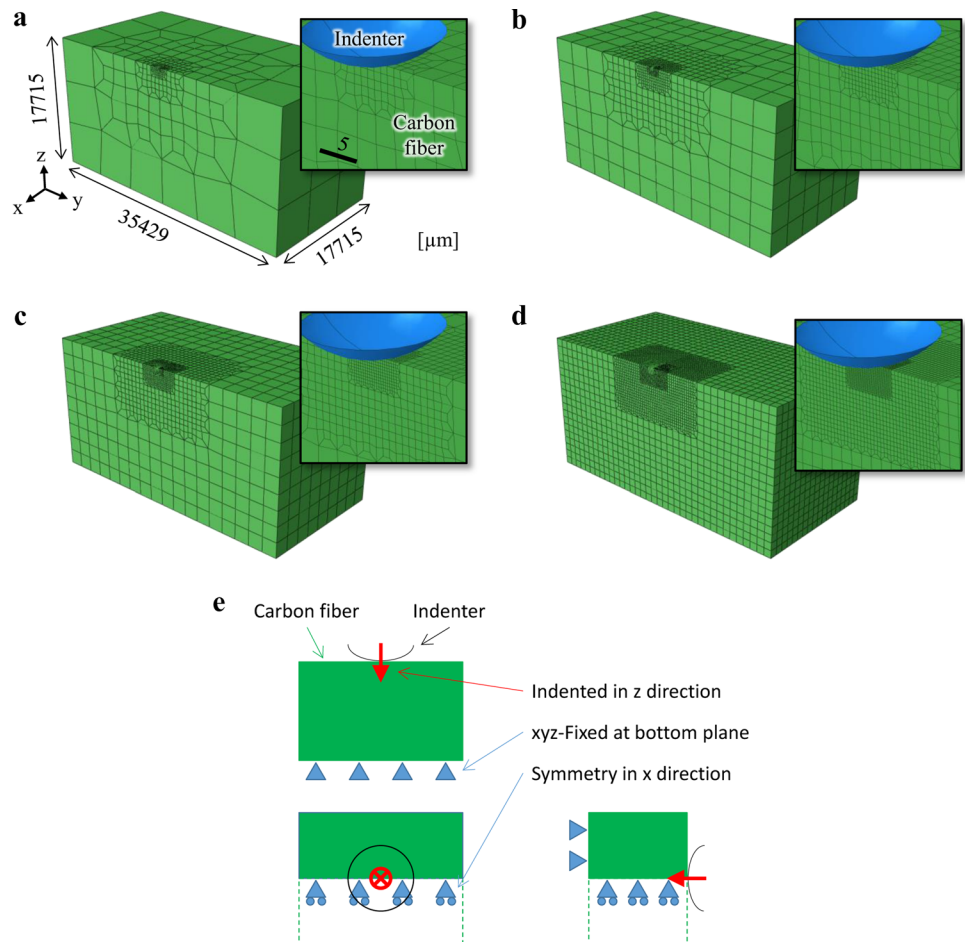 a
Indenter
Carbon
fiber
5
17715
z
x
y
35429
17715
[µm]
b
c
d
e
Carbon fiber
Indenter
Indented in z direction
xyz-Fixed at bottom plane
Symmetry in x direction